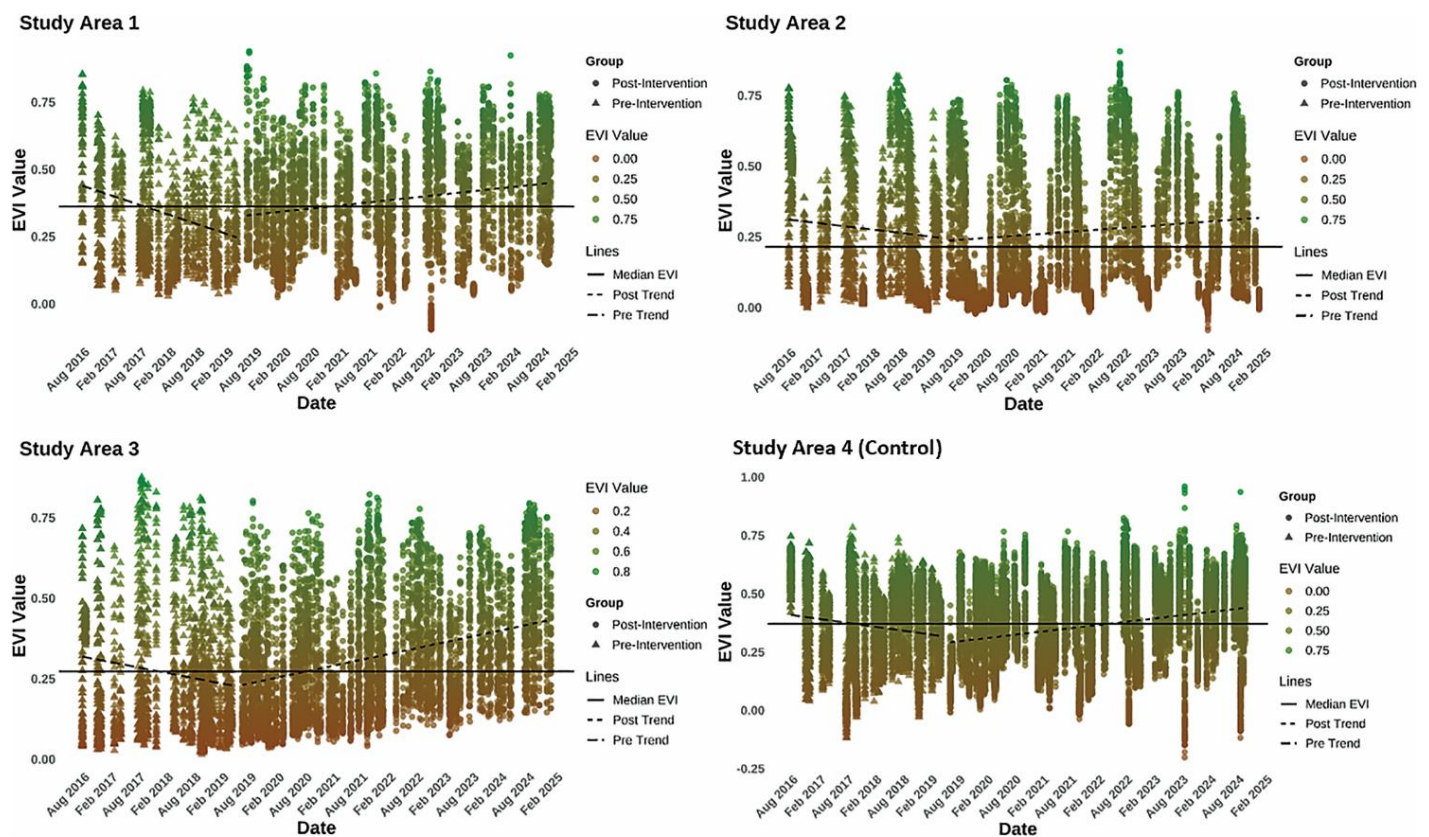 Study Area 1
EVI Value
0.75
0.50
0.25
0.00
Aug 2016
Feb 2017
Aug 2017
Feb 2018
Aug 2018
Feb 2019
Aug 2019
Feb 2020
Aug 2020
Feb 2021
Aug 2021
Feb 2022
Aug 2022
Feb 2023
Aug 2023
Feb 2024
Aug 2024
Feb 2025
Date
Group
Post-Intervention
Pre-Intervention
EVI Value
0.00
0.25
0.50
0.75
Lines
Median EVI
Post Trend
Pre Trend
Study Area 2
EVI Value
0.75
0.50
0.25
0.00
Aug 2016
Feb 2017
Aug 2017
Feb 2018
Aug 2018
Feb 2019
Aug 2019
Feb 2020
Aug 2020
Feb 2021
Aug 2021
Feb 2022
Aug 2022
Feb 2023
Aug 2023
Feb 2024
Aug 2024
Feb 2025
Date
Group
Post-Intervention
Pre-Intervention
EVI Value
0.00
0.25
0.50
0.75
Lines
Median EVI
Post Trend
Pre Trend
Study Area 3
EVI Value
0.75
0.50
0.25
0.00
Aug 2016
Feb 2017
Aug 2017
Feb 2018
Aug 2018
Feb 2019
Aug 2019
Feb 2020
Aug 2020
Feb 2021
Aug 2021
Feb 2022
Aug 2022
Feb 2023
Aug 2023
Feb 2024
Aug 2024
Feb 2025
Date
EVI Value
0.2
0.4
0.6
0.8
Group
Post-Intervention
Pre-Intervention
Lines
Median EVI
Post Trend
Pre Trend
Study Area 4 (Control)
EVI Value
1.00
0.75
0.50
0.25
0.00
-0.25
Aug 2016
Feb 2017
Aug 2017
Feb 2018
Aug 2018
Feb 2019
Aug 2019
Feb 2020
Aug 2020
Feb 2021
Aug 2021
Feb 2022
Aug 2022
Feb 2023
Aug 2023
Feb 2024
Aug 2024
Feb 2025
Date
Group
Post-Intervention
Pre-Intervention
EVI Value
0.00
0.25
0.50
0.75
Lines
Median EVI
Post Trend
Pre Trend